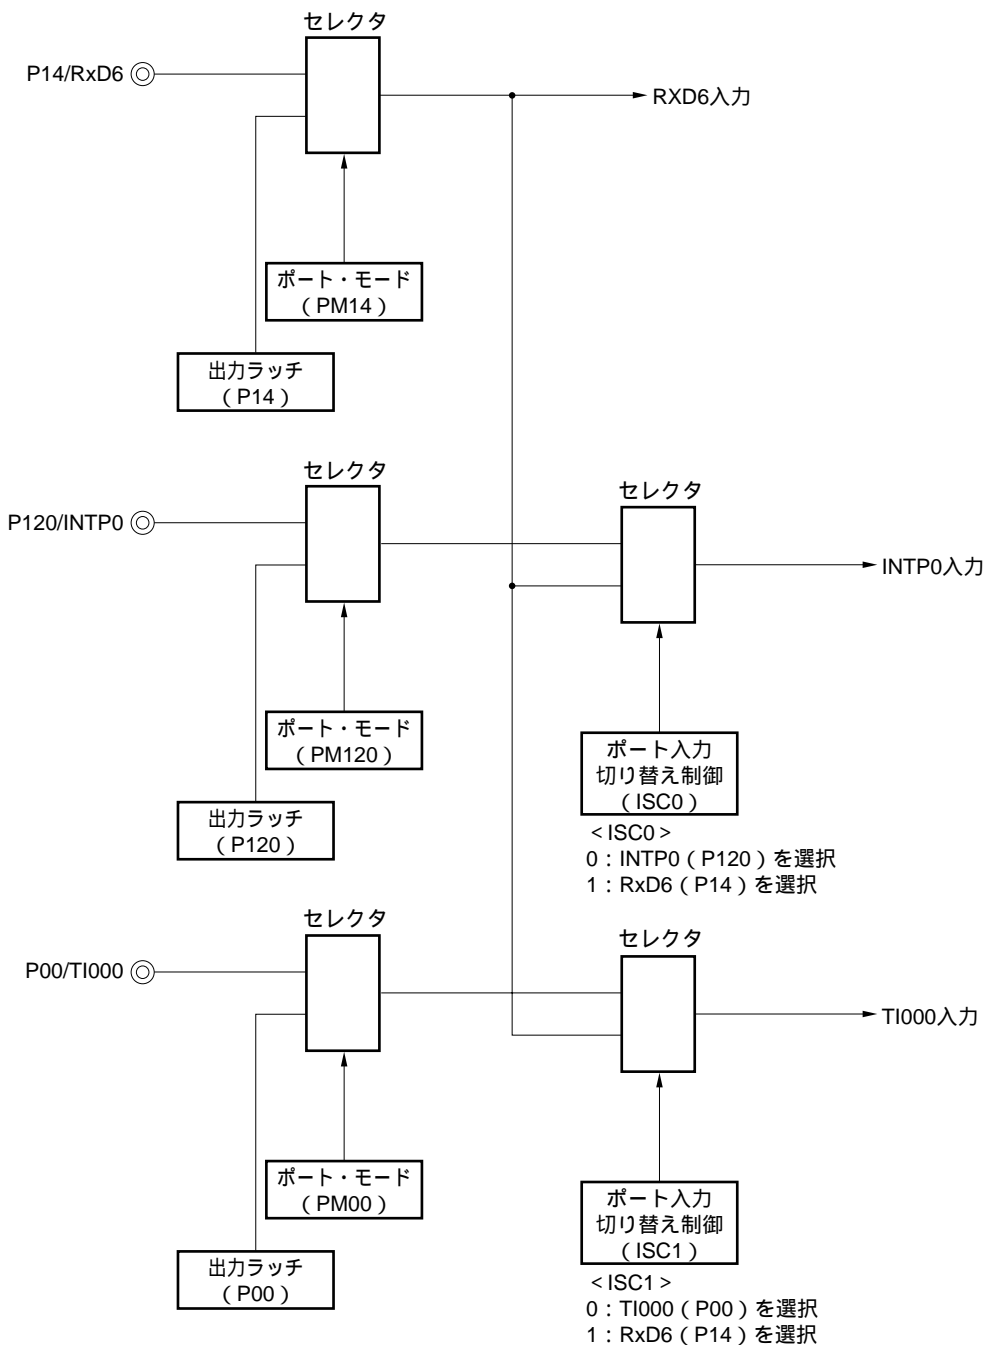 セレクタ
P14/RxD6
RXD6入力
ポート・モード
(PM14)
出力ラッチ
(P14)
セレクタ
セレクタ
P120/INTP0
INTP0入力
ポート・モード
(PM120)
ポート入力
切り替え制御
(ISC0)
出力ラッチ
(P120)
<ISC0>
0:INTP0(P120)を選択
1:RxD6(P14)を選択
セレクタ
セレクタ
P00/TI000
TI000入力
ポート・モード
(PM00)
ポート入力
切り替え制御
(ISC1)
出力ラッチ
(P00)
<ISC1>
0:TI000(P00)を選択
1:RxD6(P14)を選択